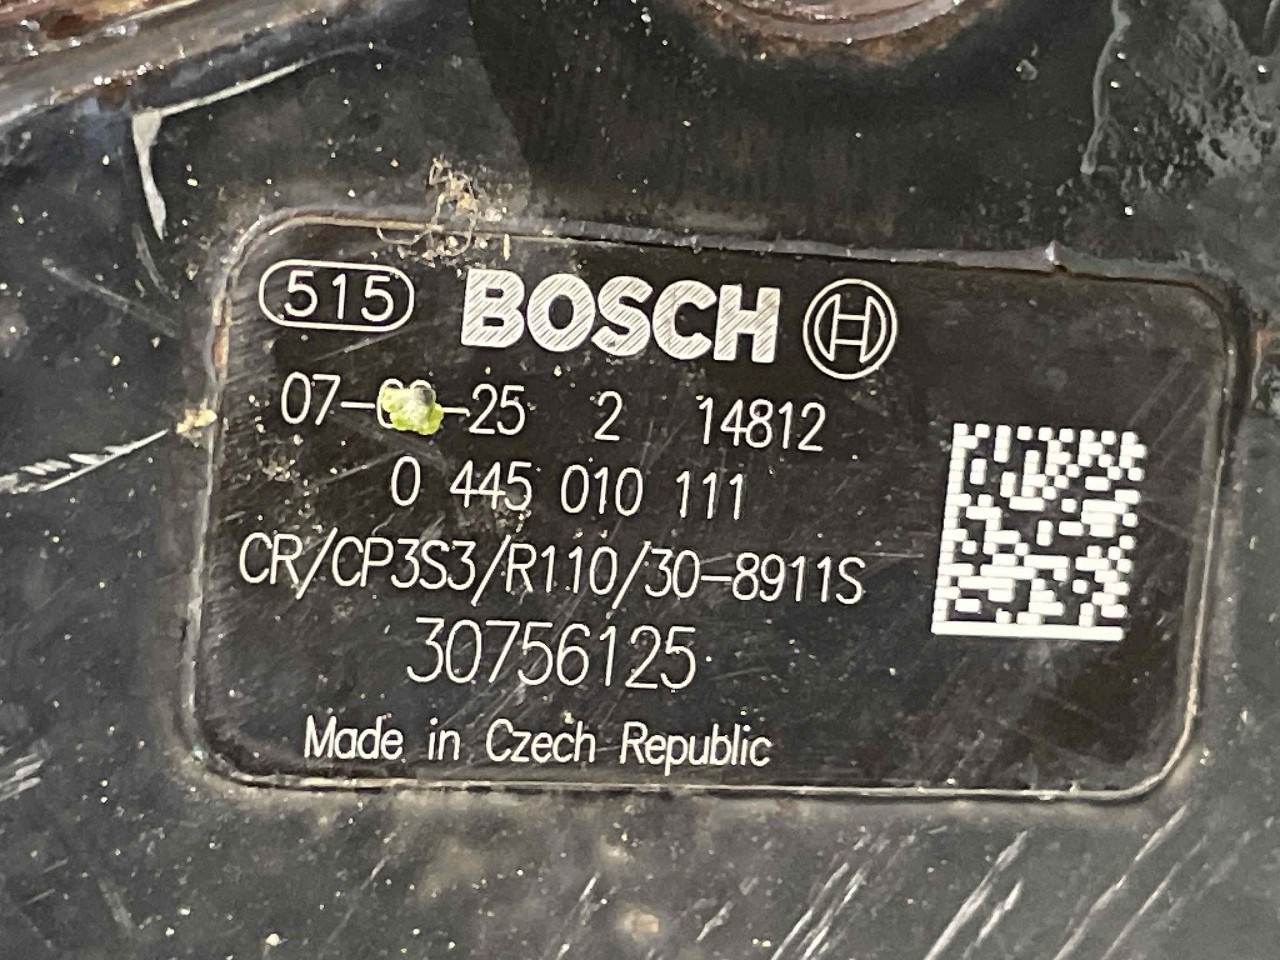 515 BOSCH
25 2 14812
0 445 010 111
CR/CP3S3/R110/30-8911S
30756125
Made in Czech Republic